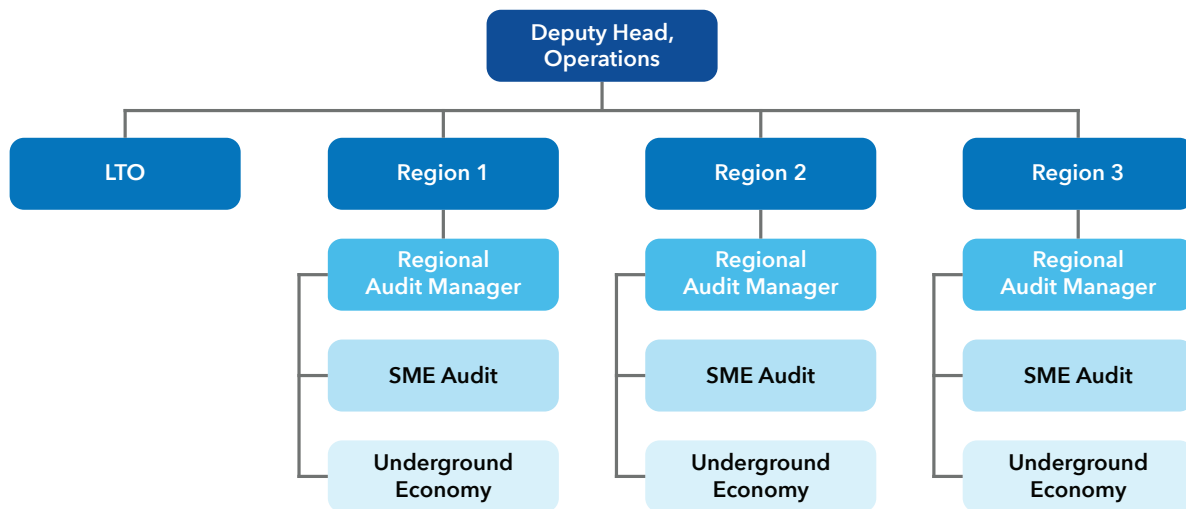 Deputy Head,
Operations
LTO
Region 1
Region 2
Region 3
Regional
Audit Manager
Regional
Audit Manager
Regional
Audit Manager
SME Audit
SME Audit
SME Audit
Underground
Economy
Underground
Economy
Underground
Economy